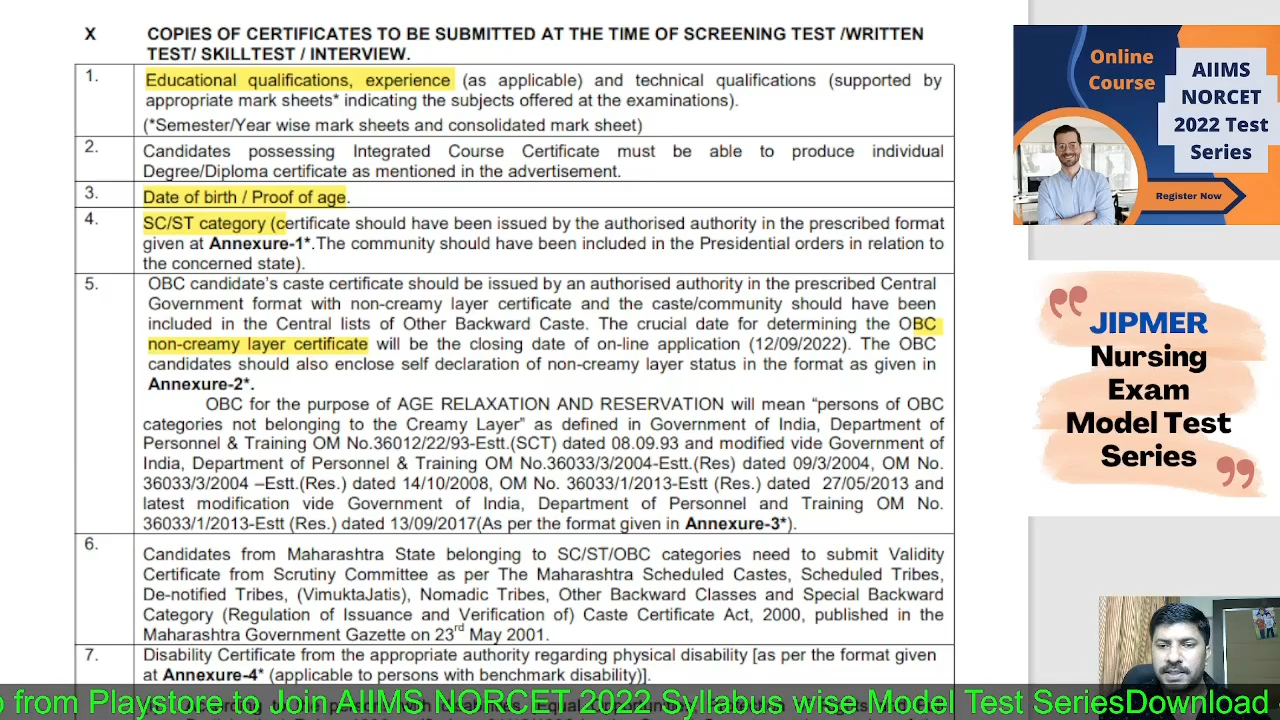 X COPIES OF CERTIFICATES TO BE SUBMITTED AT THE TIME OF SCREENING TEST /WRITTEN
TEST/ SKILLTEST / INTERVIEW.
1. Educational qualifications, experience (as applicable) and technical qualifications (supported by
appropriate mark sheets* indicating the subjects offered at the examinations).
(*Semester/Year wise mark sheets and consolidated mark sheet)
2. Candidates possessing Integrated Course Certificate must be able to produce individual
Degree/Diploma certificate as mentioned in the advertisement.
3. Date of birth / Proof of age.
4. SC/ST category (certificate should have been issued by the authorised authority in the prescribed format
given at Annexure-1*.The community should have been included in the Presidential orders in relation to
the concerned state).
5. OBC candidate's caste certificate should be issued by an authorised authority in the prescribed Central
Government format with non-creamy layer certificate and the caste/community should have been
included in the Central lists of Other Backward Caste. The crucial date for determining the OBC
non-creamy layer certificate will be the closing date of on-line application (12/09/2022). The OBC
candidates should also enclose self declaration of non-creamy layer status in the format as given in
Annexure-2*.
OBC for the purpose of AGE RELAXATION AND RESERVATION will mean "persons of OBC
categories not belonging to the Creamy Layer" as defined in Government of India, Department of
Personnel & Training OM No.36012/22/93-Estt.(SCT) dated 08.09.93 and modified vide Government of
India, Department of Personnel & Training OM No.36033/3/2004-Estt.(Res) dated 09/3/2004, OM No.
36033/3/2004 –Estt.(Res.) dated 14/10/2008, OM No. 36033/1/2013-Estt (Res.) dated 27/05/2013 and
latest modification vide Government of India, Department of Personnel and Training OM No.
36033/1/2013-Estt (Res.) dated 13/09/2017(As per the format given in Annexure-3*).
6. Candidates from Maharashtra State belonging to SC/ST/OBC categories need to submit Validity
Certificate from Scrutiny Committee as per The Maharashtra Scheduled Castes, Scheduled Tribes,
De-notified Tribes, (VimuktaJatis), Nomadic Tribes, Other Backward Classes and Special Backward
Category (Regulation of Issuance and Verification of) Caste Certificate Act, 2000, published in the
Maharashtra Government Gazette on 23rd May 2001.
7. Disability Certificate from the appropriate authority regarding physical disability [as per the format given
at Annexure-4* (applicable to persons with benchmark disability)].
from Playstore to Join AIIMS NORCET 2022 Syllabus wise Model Test SeriesDownload
Online
Course
AIIMS
NORCET
2022 Test
Series
Register Now
JIPMER
Nursing
Exam
Model Test
Series